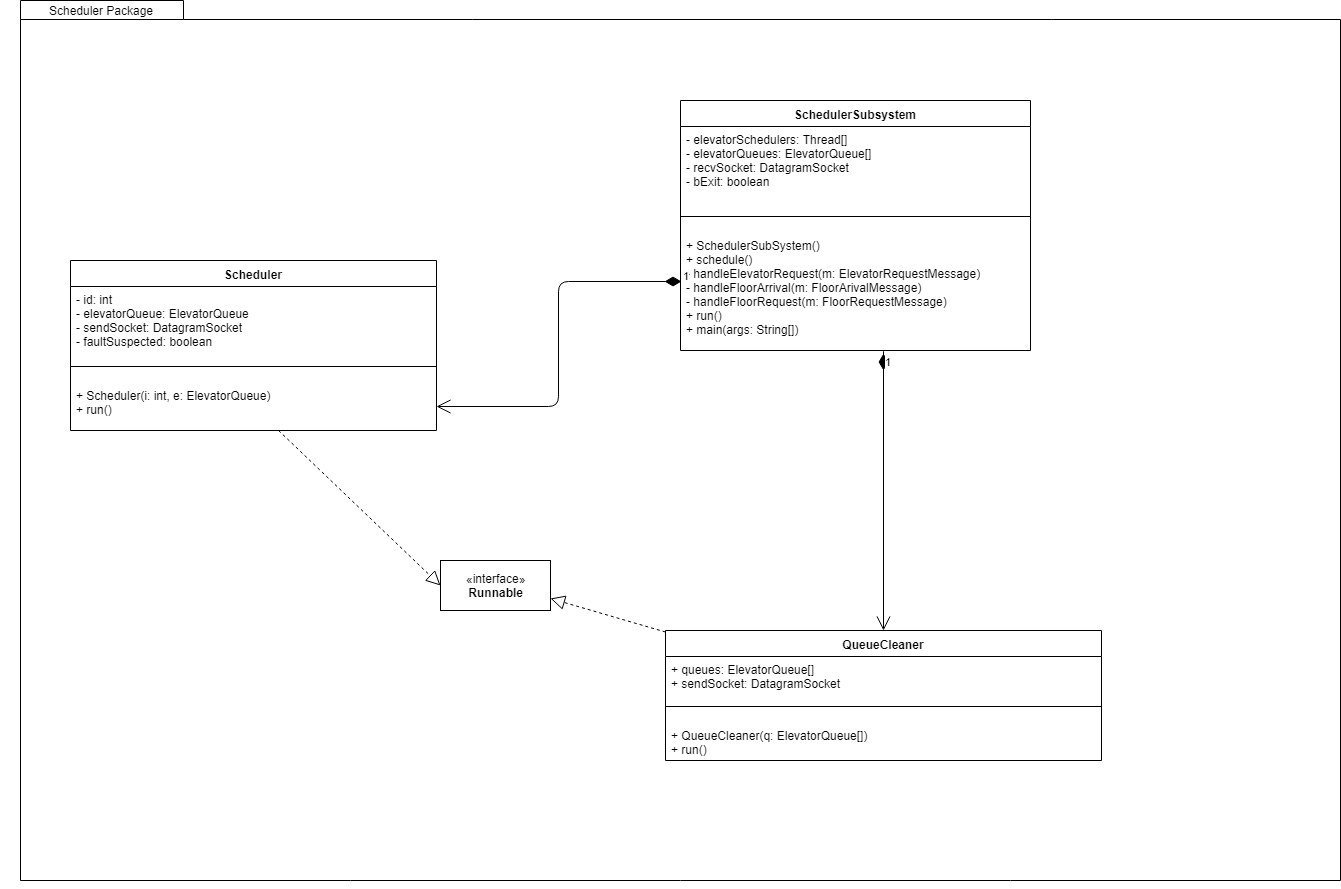 Scheduler Package
SchedulerSubsystem
- elevatorSchedulers: Thread[]
- elevatorQueues: ElevatorQueue[]
- recvSocket: DatagramSocket
- bExit: boolean
+ SchedulerSubSystem()
+ schedule()
1 handleElevatorRequest(m: ElevatorRequestMessage)
- handleFloorArrival(m: FloorArivalMessage)
- handleFloorRequest(m: FloorRequestMessage)
+ run()
+ main(args: String[])
1
Scheduler
- id: int
- elevatorQueue: ElevatorQueue
- sendSocket: DatagramSocket
- faultSuspected: boolean
+ Scheduler(i: int, e: ElevatorQueue)
+ run()
«interface»
Runnable
QueueCleaner
+ queues: ElevatorQueue[]
+ sendSocket: DatagramSocket
+ QueueCleaner(q: ElevatorQueue[])
+ run()